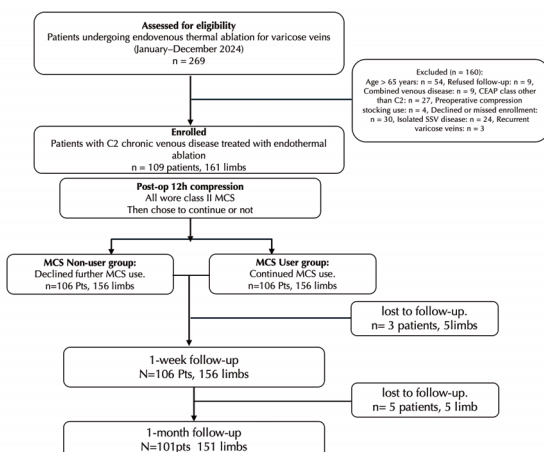 Assessed for eligibility
Patients undergoing endovenous thermal ablation for varicose veins
(January–December 2024)
n = 269
Excluded (n = 160):
Age > 65 years: n = 54, Refused follow-up: n = 9,
Combined venous disease: n = 9, CEAP class other
than C2: n = 27, Preoperative compression
stocking use: n = 4, Declined or missed enrollment:
n = 30, Isolated SSV disease: n = 24, Recurrent
varicose veins: n = 3
Enrolled
Patients with C2 chronic venous disease treated with endothermal
ablation
n = 109 patients, 161 limbs
Post-op 12h compression
All wore class II MCS
Then chose to continue or not
MCS Non-user group:
Declined further MCS use.
n=106 Pts, 156 limbs
MCS User group:
Continued MCS use.
n=106 Pts, 156 limbs
lost to follow-up.
n= 3 patients, 5limbs
1-week follow-up
N=106 Pts, 156 limbs
lost to follow-up.
n= 5 patients, 5 limb
1-month follow-up
N=101pts 151 limbs